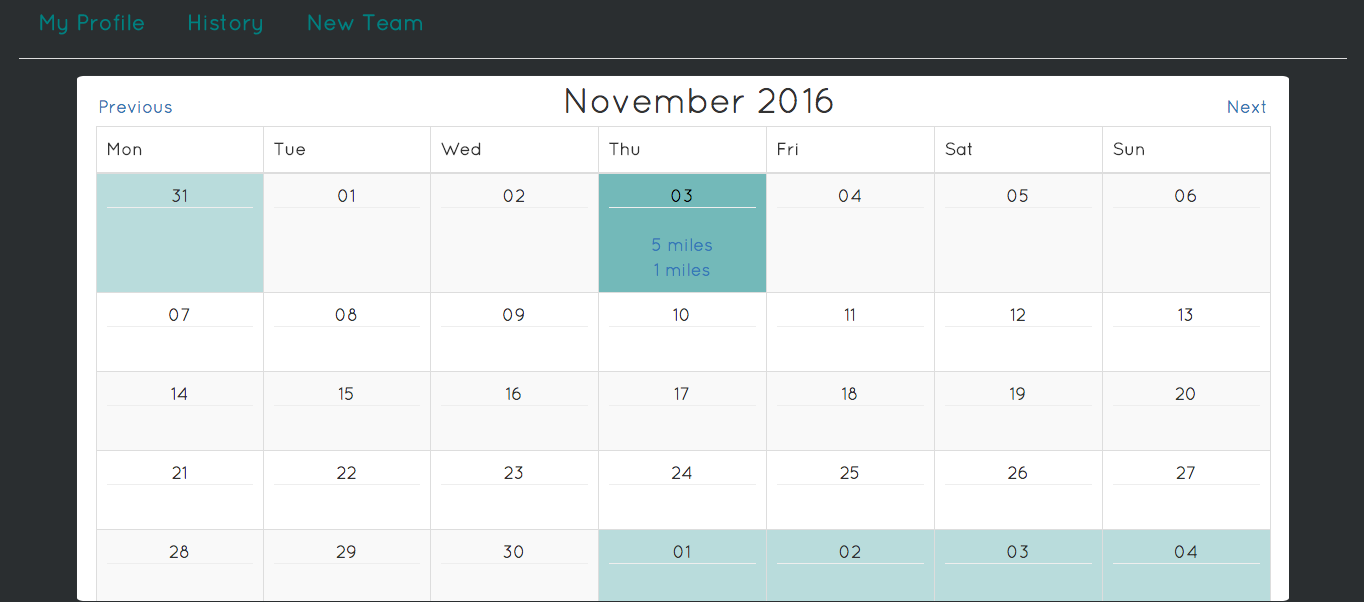 My Profile History New Team
November 2016
Previous Next
Mon Tue Wed Thu Fri Sat Sun
31 01 02 03 04 05 06
5 miles
1 miles
07 08 09 10 11 12 13
14 15 16 17 18 19 20
21 22 23 24 25 26 27
28 29 30 01 02 03 04